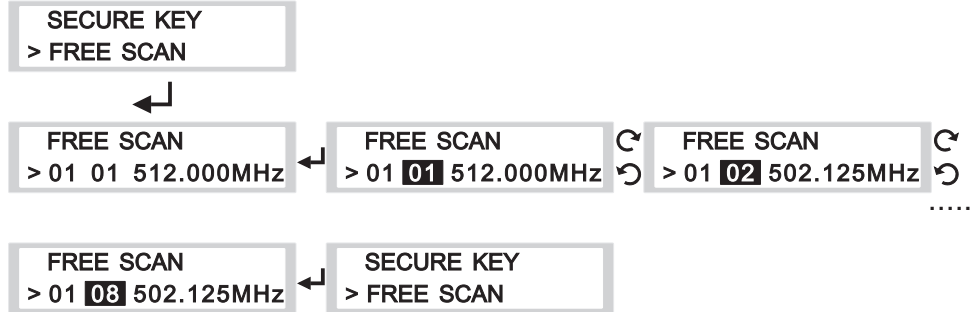 SECURE KEY
> FREE SCAN
FREE SCAN
> 01 01 512.000MHz
FREE SCAN
> 01 01 512.000MHz
FREE SCAN
> 01 02 502.125MHz
.....
FREE SCAN
> 01 08 502.125MHz
SECURE KEY
> FREE SCAN